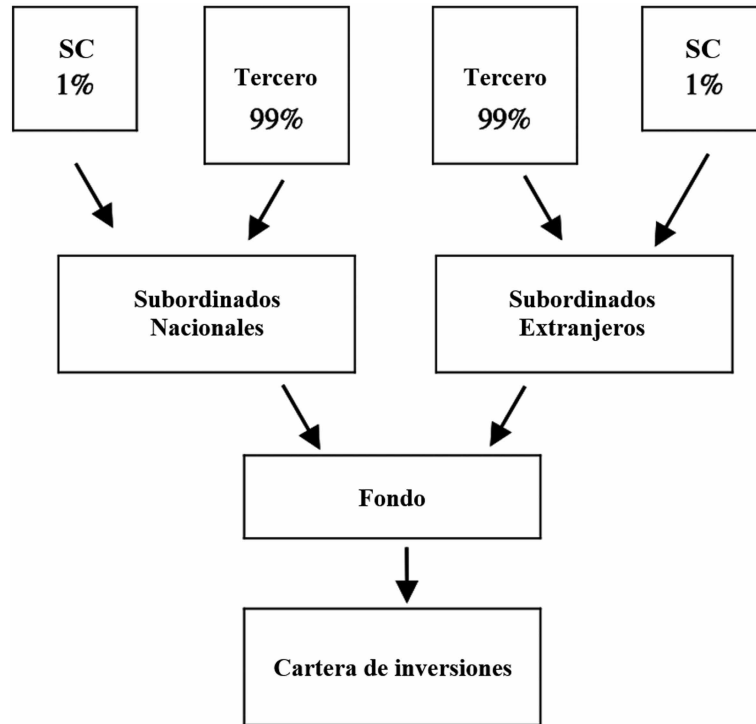 SC
1%
Tercero
99%
Tercero
99%
SC
1%
Subordinados
Nacionales
Subordinados
Extranjeros
Fondo
Cartera de inversiones